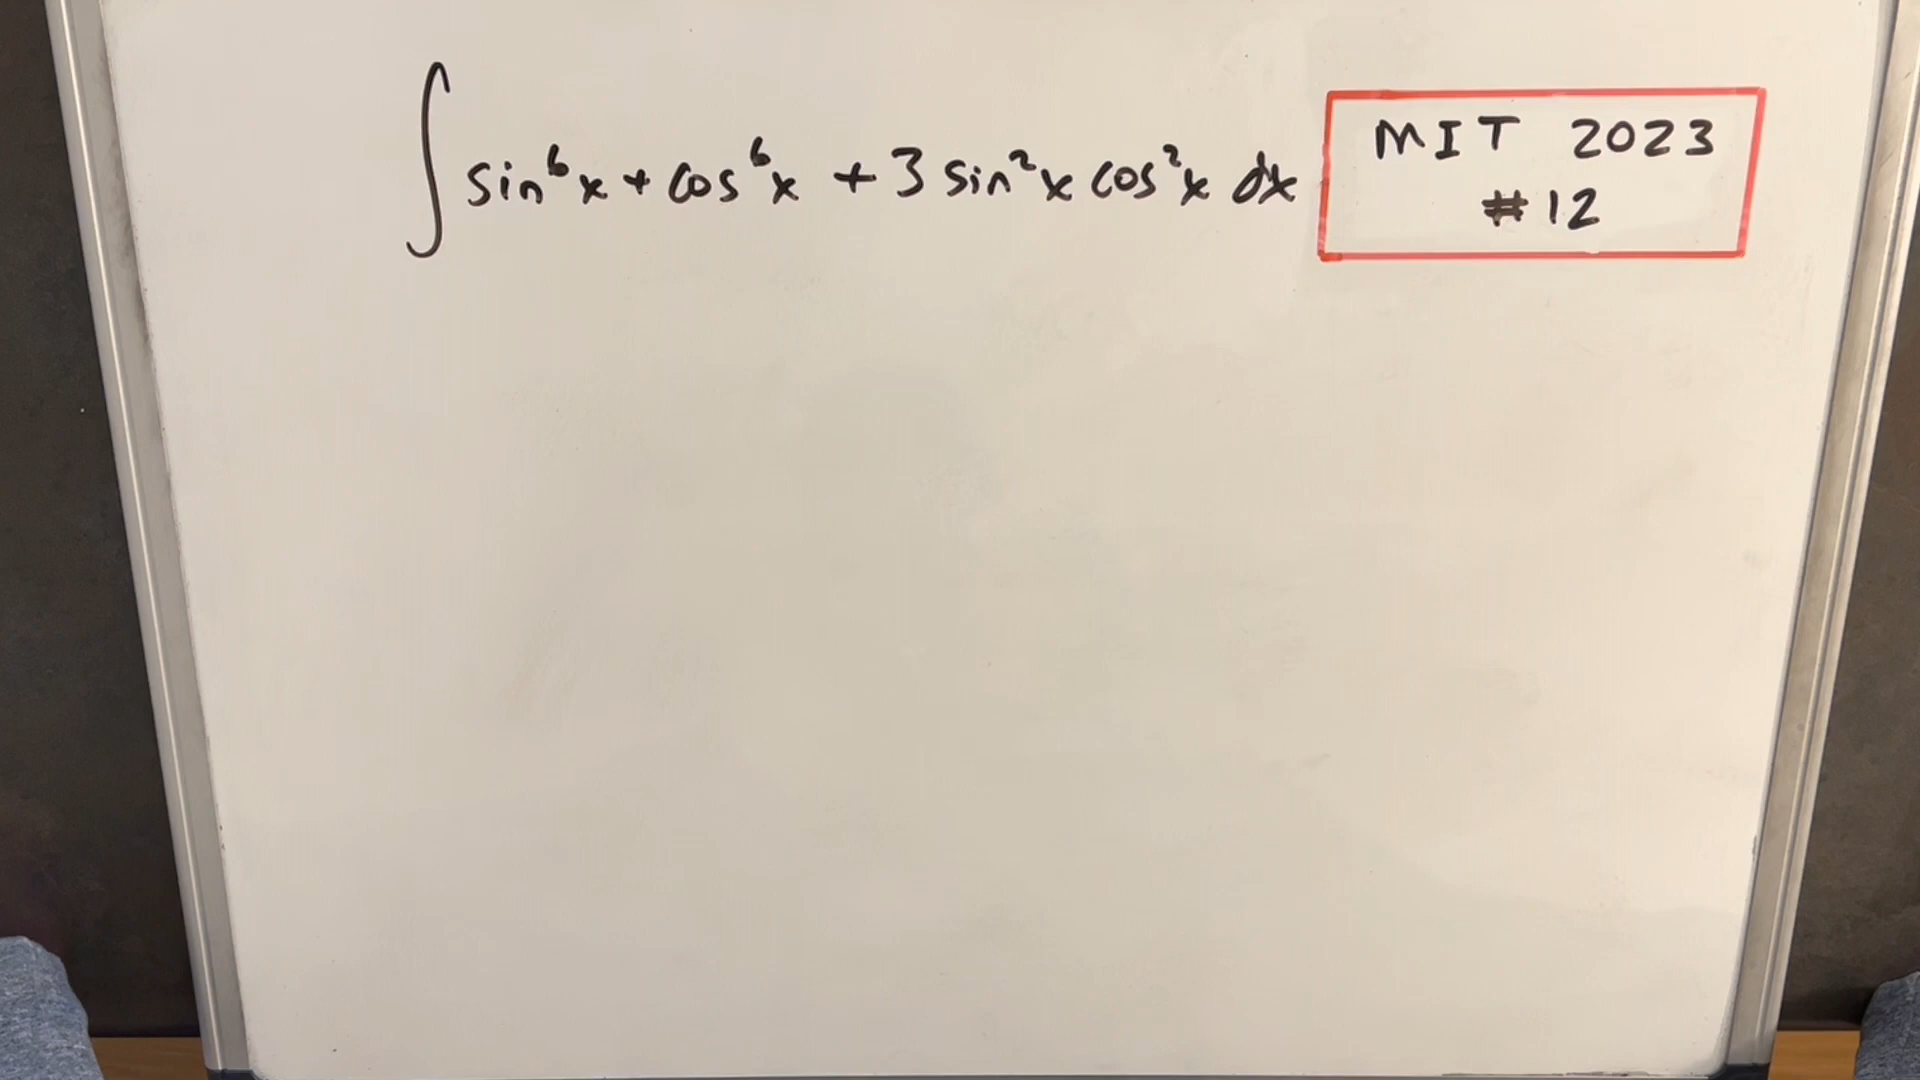 ∫ sin⁶x + cos⁶x + 3 sin²x cos²x dx
MIT 2023
#12